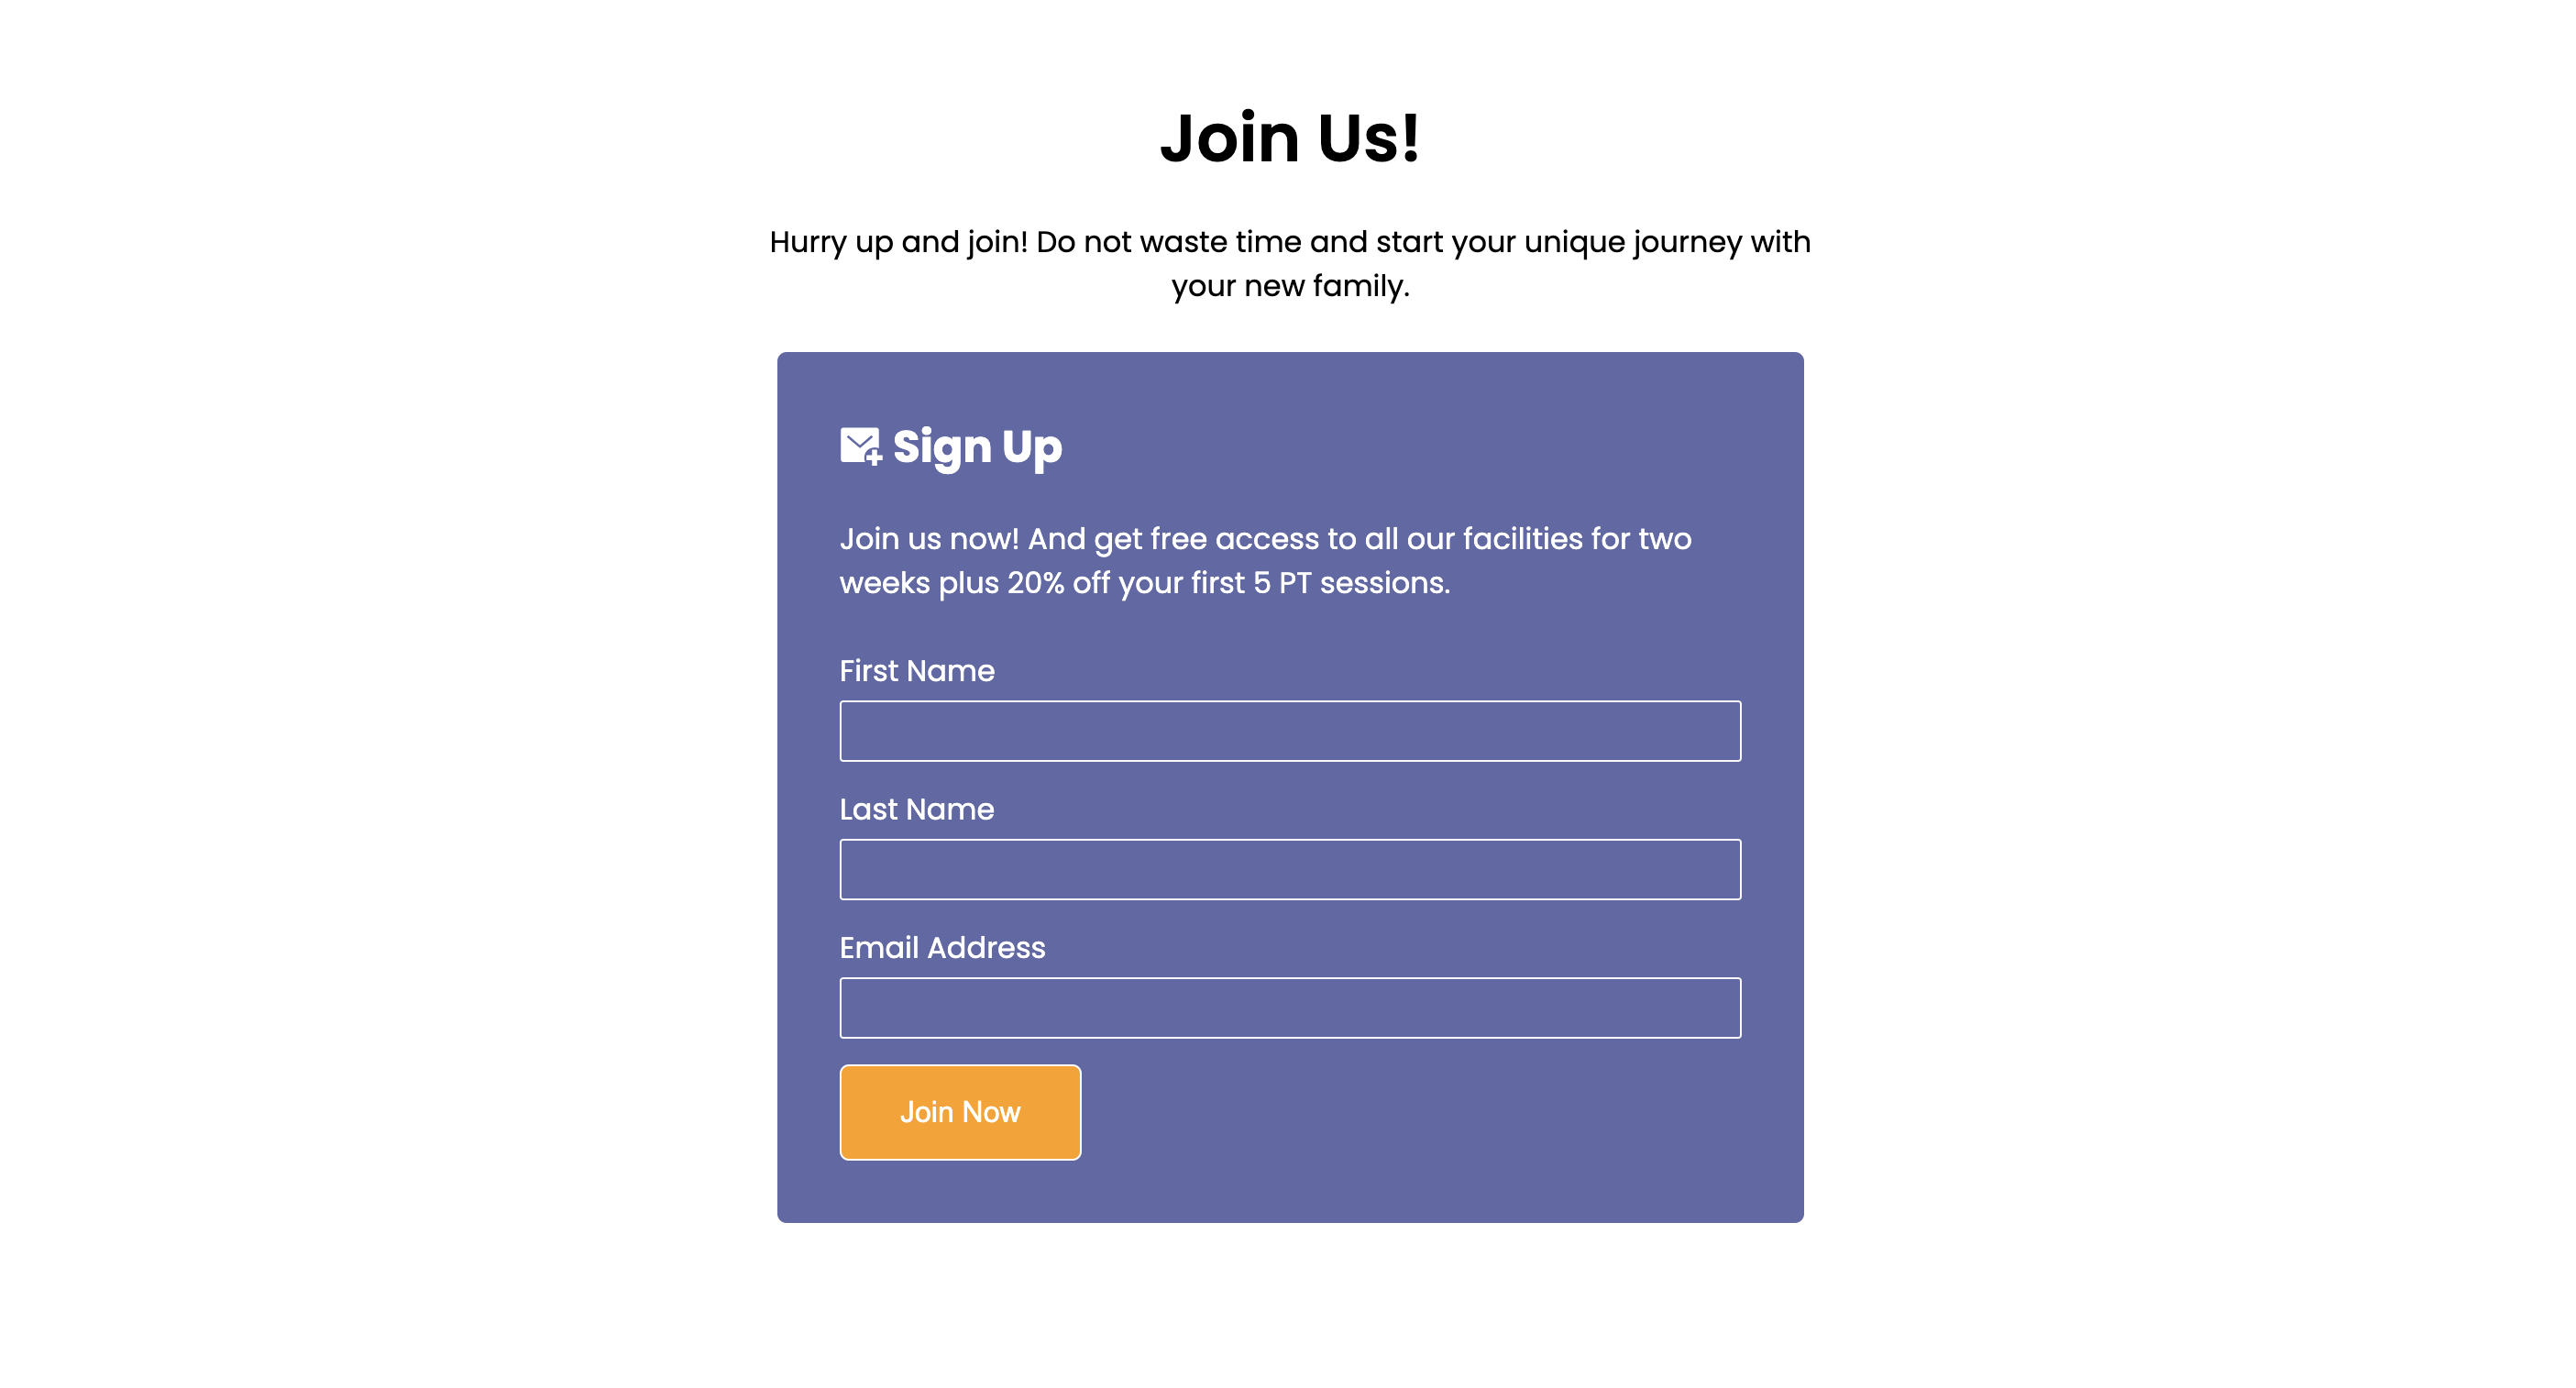 Join Us!
Hurry up and join! Do not waste time and start your unique journey with
your new family.
Sign Up
Join us now! And get free access to all our facilities for two
weeks plus 20% off your first 5 PT sessions.
First Name
Last Name
Email Address
Join Now